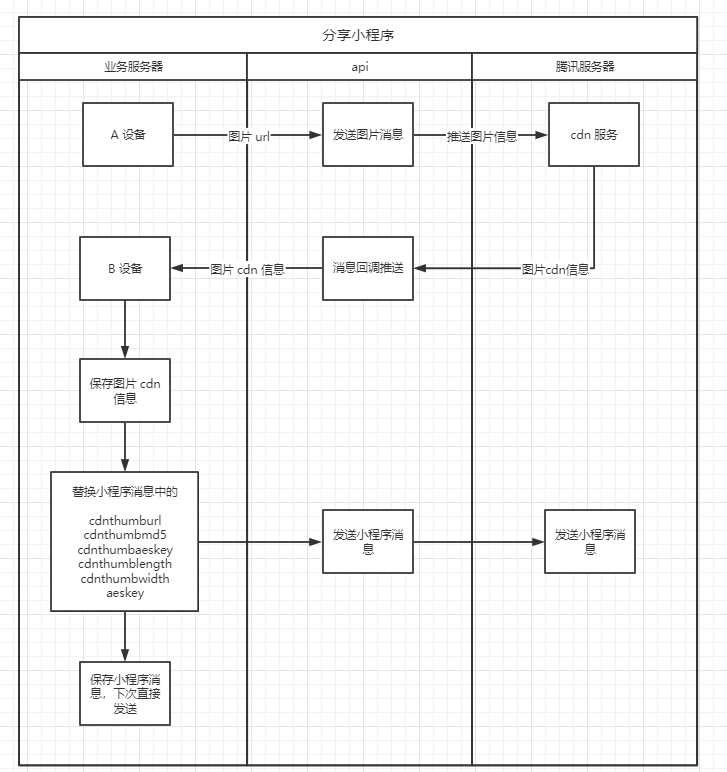 分享小程序
业务服务器
api
腾讯服务器
A 设备
图片 url
发送图片消息
推送图片信息
cdn 服务
B 设备
图片 cdn 信息
消息回调推送
图片cdn信息
保存图片 cdn
信息
替换小程序消息中的
cdnthumburl
cdnthumbmd5
cdnthumbaeskey
cdnthumblength
cdnthumbwidth
aeskey
发送小程序消
息
发送小程序消
息
保存小程序消
息，下次直接
发送